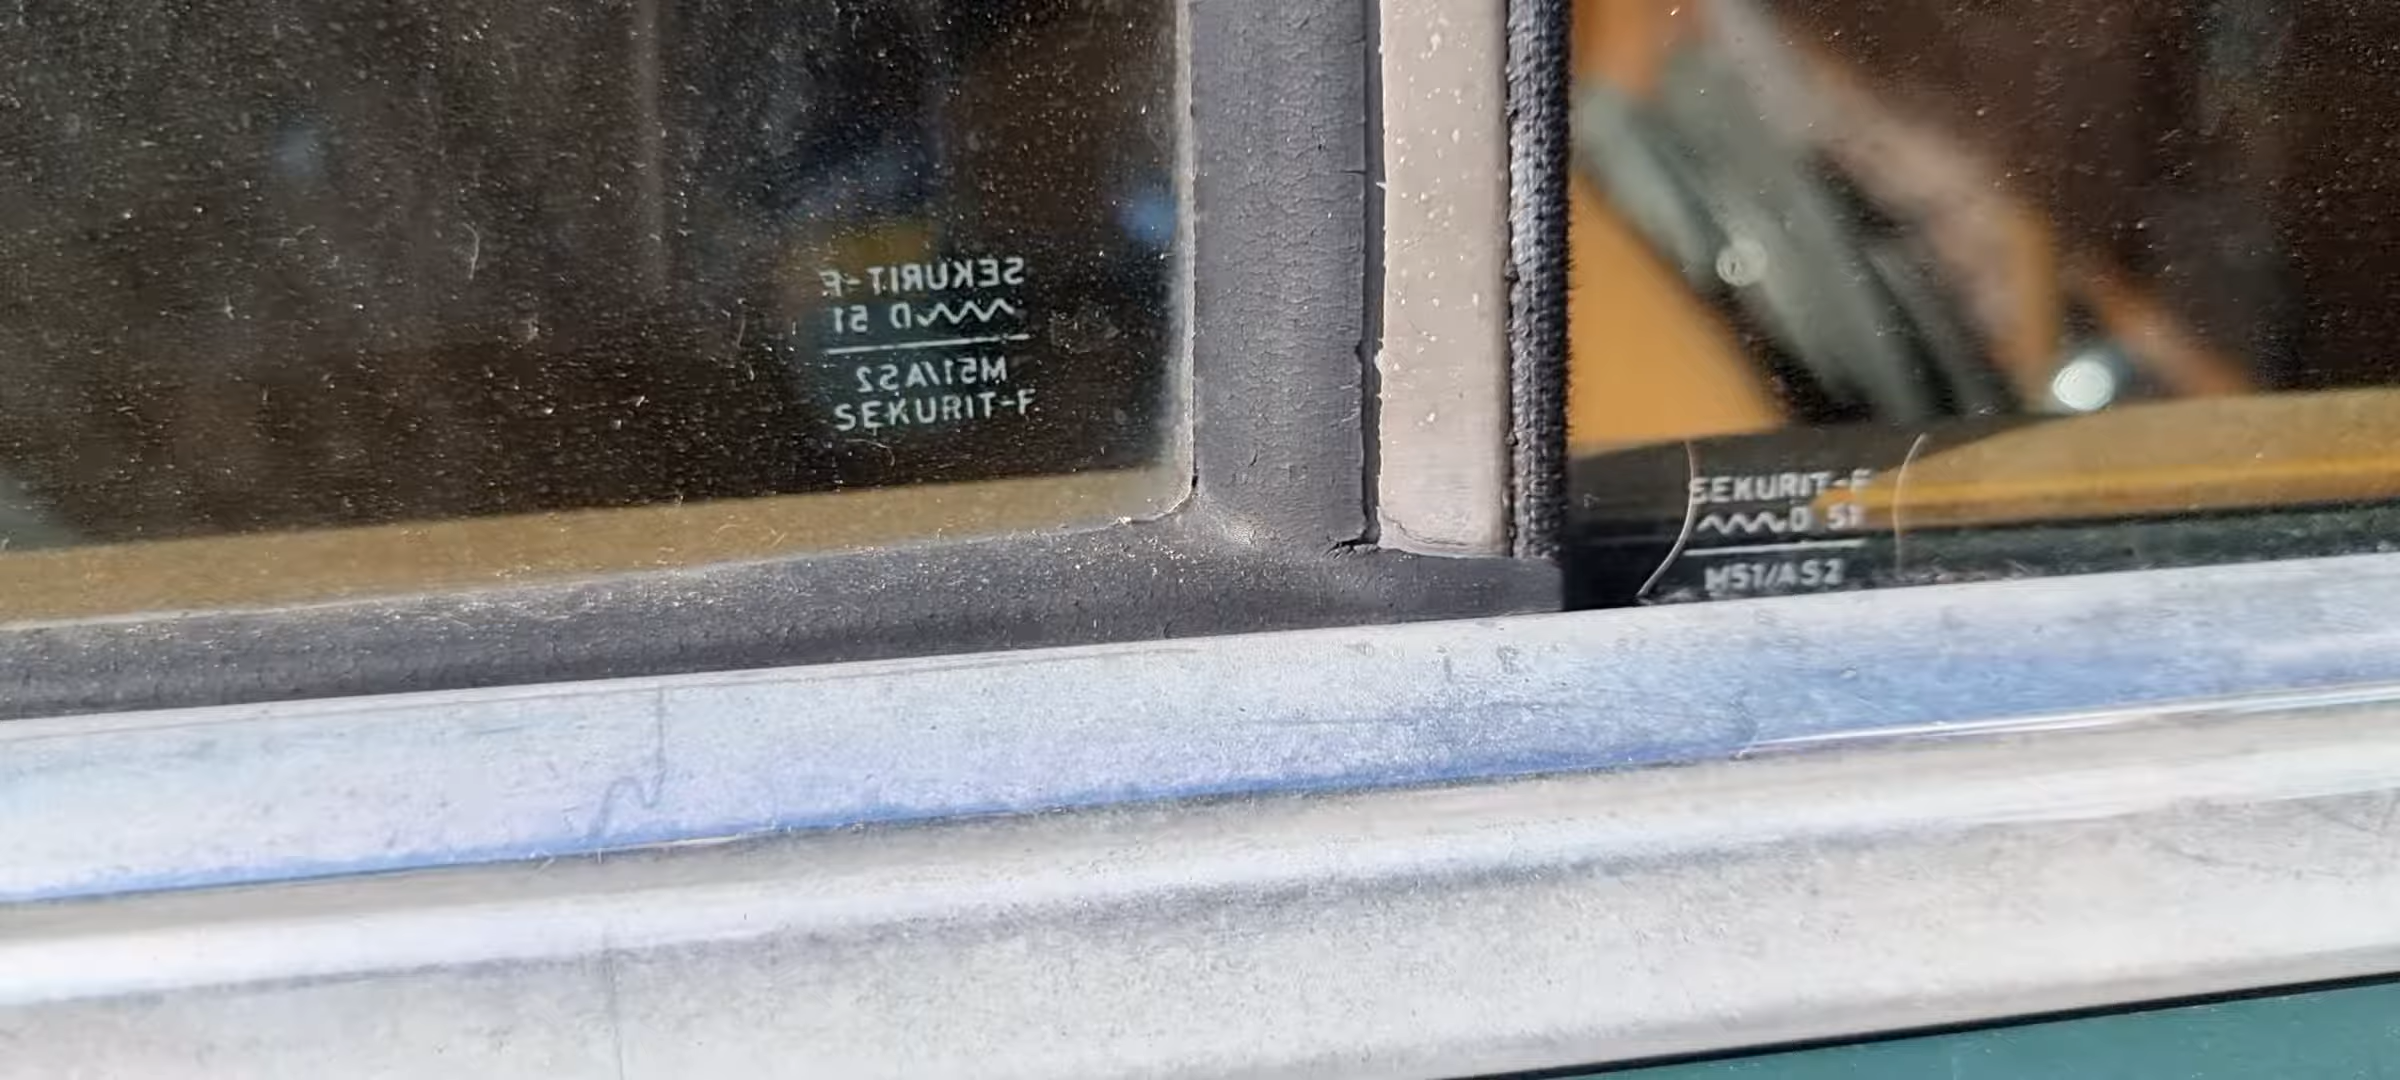 SEKURIT-F
D 51
M51/AS2
SEKURIT-F
SEKURIT-F
D 51
M51/AS2